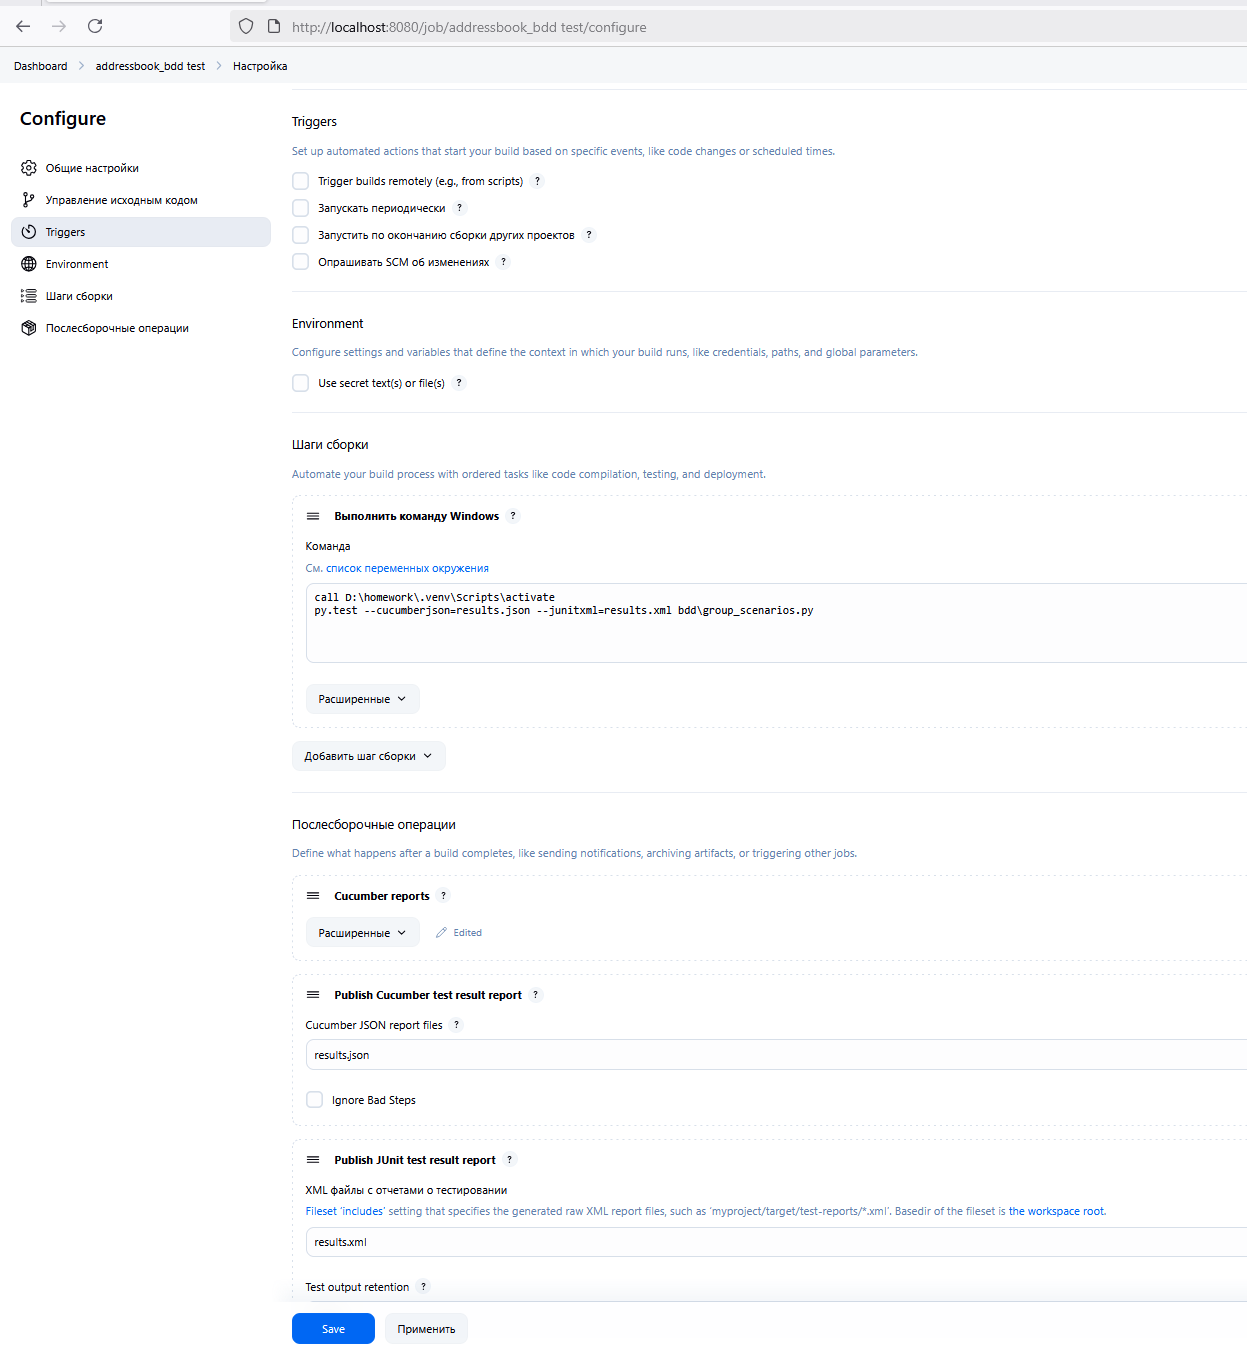 http://localhost:8080/job/addressbook_bdd test/configure
Dashboard > addressbook_bdd test > Настройка
Configure
Общие настройки
Управление исходным кодом
Triggers
Environment
Шаги сборки
Послесборочные операции
Triggers
Set up automated actions that start your build based on specific events, like code changes or scheduled times.
Trigger builds remotely (e.g., from scripts) ?
Запускать периодически ?
Запустить по окончанию сборки других проектов ?
Опрашивать SCM об изменениях ?
Environment
Configure settings and variables that define the context in which your build runs, like credentials, paths, and global parameters.
Use secret text(s) or file(s) ?
Шаги сборки
Automate your build process with ordered tasks like code compilation, testing, and deployment.
Выполнить команду Windows ?
Команда
См. список переменных окружения
call D:\homework\.venv\Scripts\activate
py.test --cucumberjson=results.json --junitxml=results.xml bdd\group_scenarios.py
Расширенные
Добавить шаг сборки
Послесборочные операции
Define what happens after a build completes, like sending notifications, archiving artifacts, or triggering other jobs.
Cucumber reports ?
Расширенные Edited
Publish Cucumber test result report ?
Cucumber JSON report files ?
results.json
Ignore Bad Steps
Publish JUnit test result report ?
XML файлы с отчетами о тестировании
Fileset ‘includes’ setting that specifies the generated raw XML report files, such as ‘myproject/target/test-reports/*.xml’. Basedir of the fileset is the workspace root.
results.xml
Test output retention ?
Save Применить